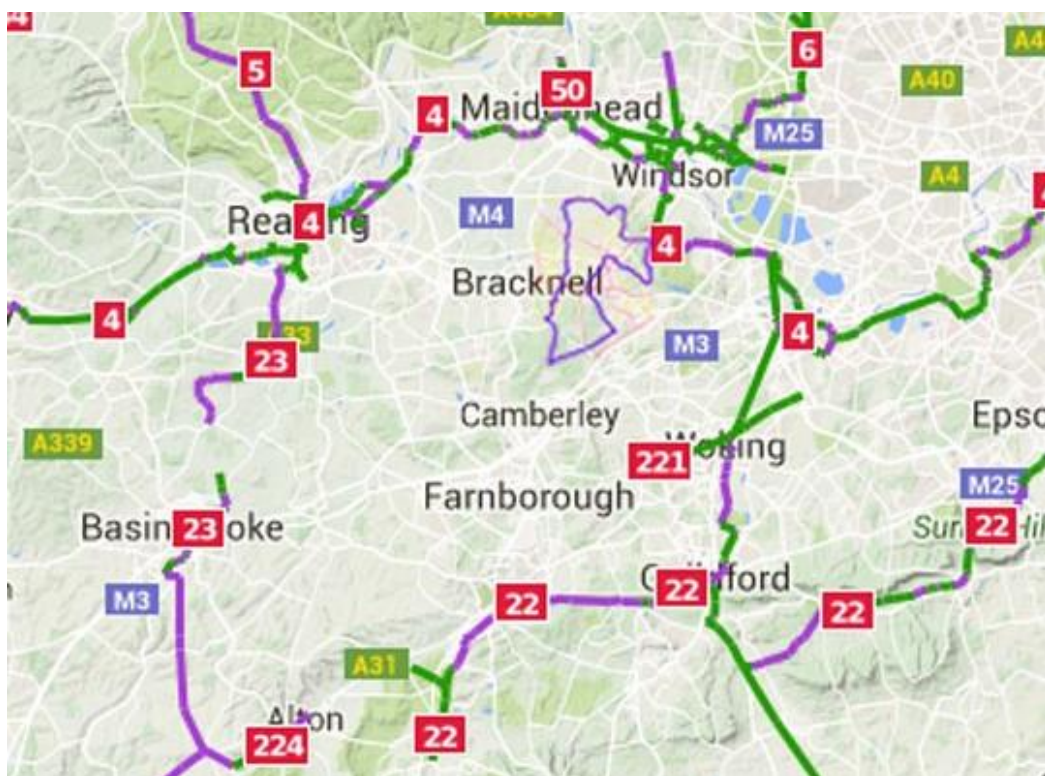 6
5
A40
50
4
Maidenhead
M25
Windsor
A4
M4
4
Reading
4
Bracknell
4
A33
M3
4
23
Camberley
A339
Woking
221
M25
Farnborough
22
Basingstoke
23
Guildford
22
22
22
M3
A31
Alton
22
224